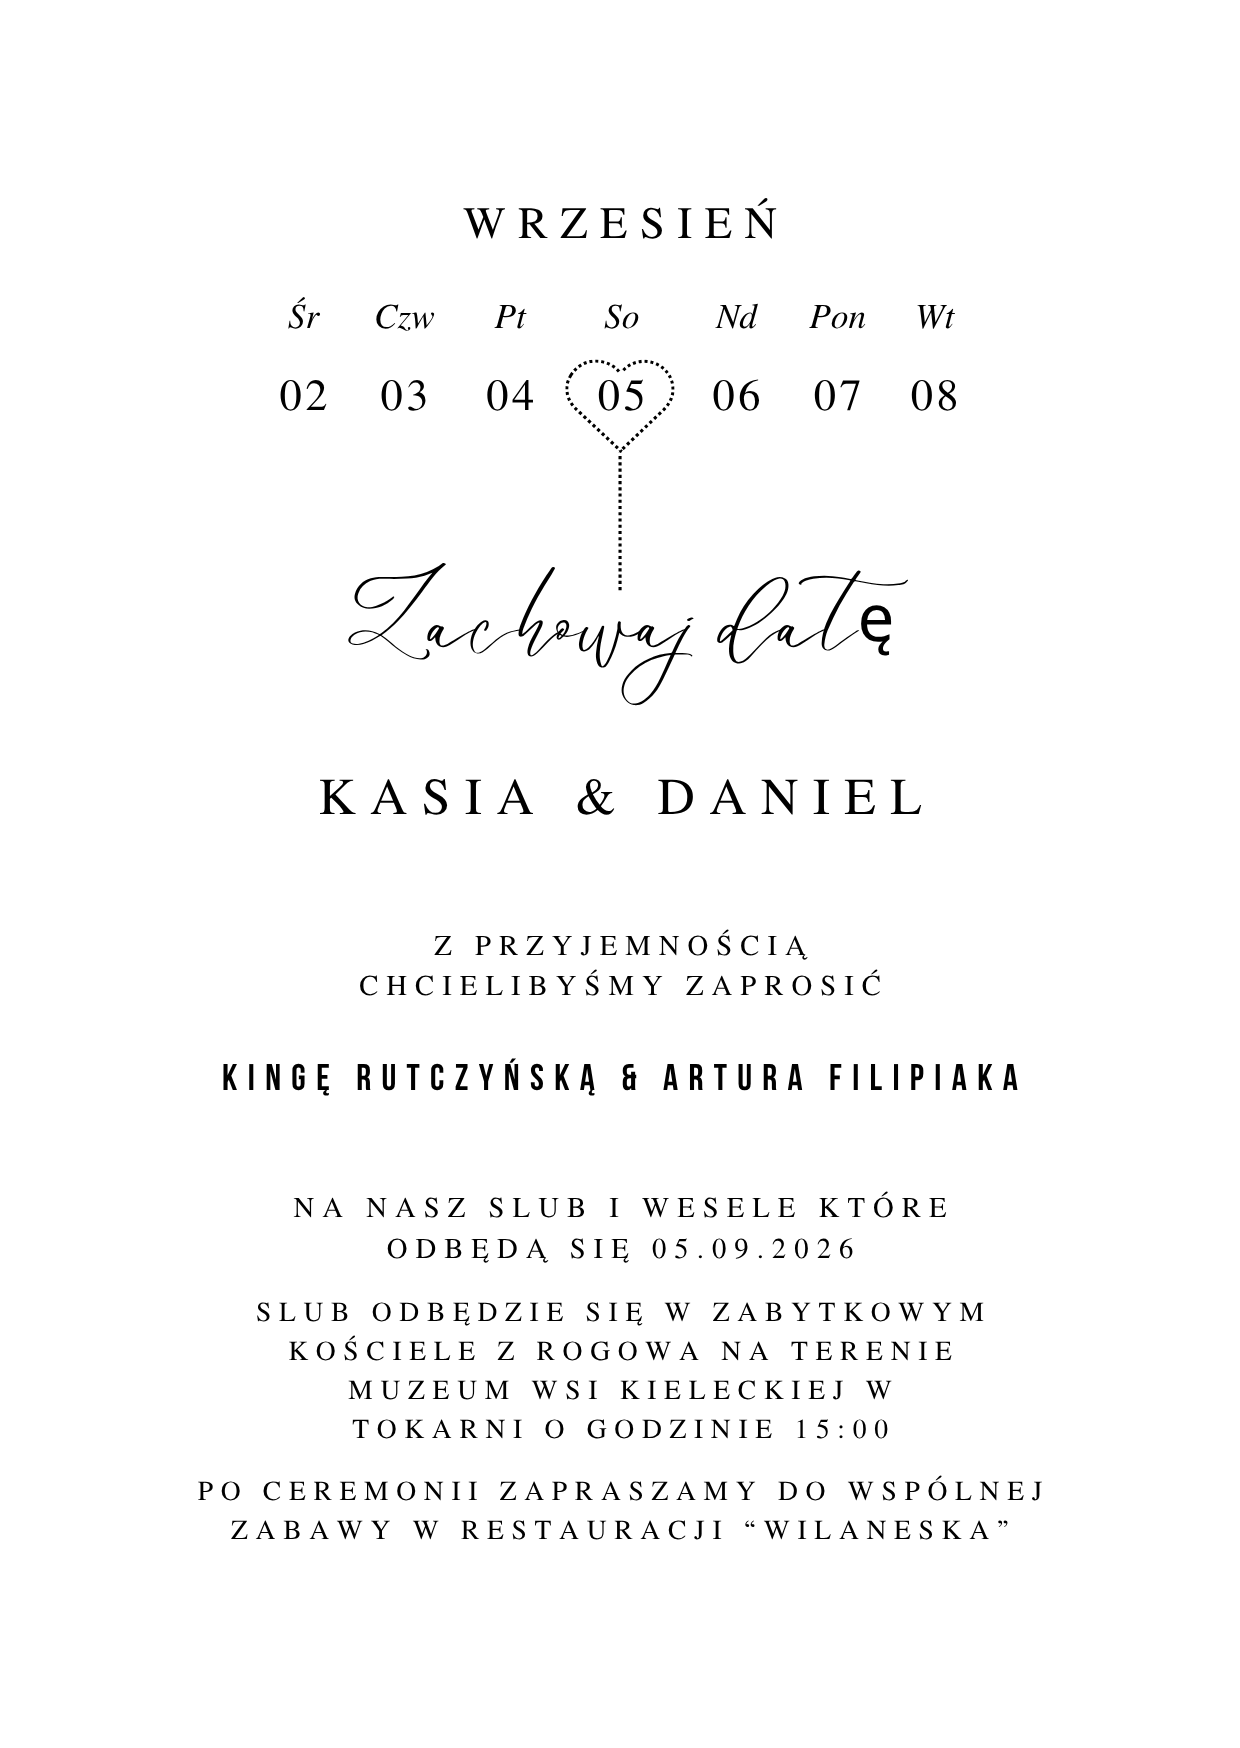 WRZESIEŃ
Śr Czw Pt So Nd Pon Wt
02 03 04 05 06 07 08
Zachowaj datę
KASIA & DANIEL
Z PRZYJEMNOŚCIĄ
CHCIELIBYŚMY ZAPROSIĆ
KINGĘ RUTCZYŃSKĄ & ARTURA FILIPIAKA
NA NASZ SLUB I WESELE KTÓRE
ODBĘDĄ SIĘ 05.09.2026
SLUB ODBĘDZIE SIĘ W ZABYTKOWYM
KOŚCIELE Z ROGOWA NA TERENIE
MUZEUM WSI KIELECKIEJ W
TOKARNI O GODZINIE 15:00
PO CEREMONII ZAPRASZAMY DO WSPÓLNEJ
ZABAWY W RESTAURACJI “WILANESKA”